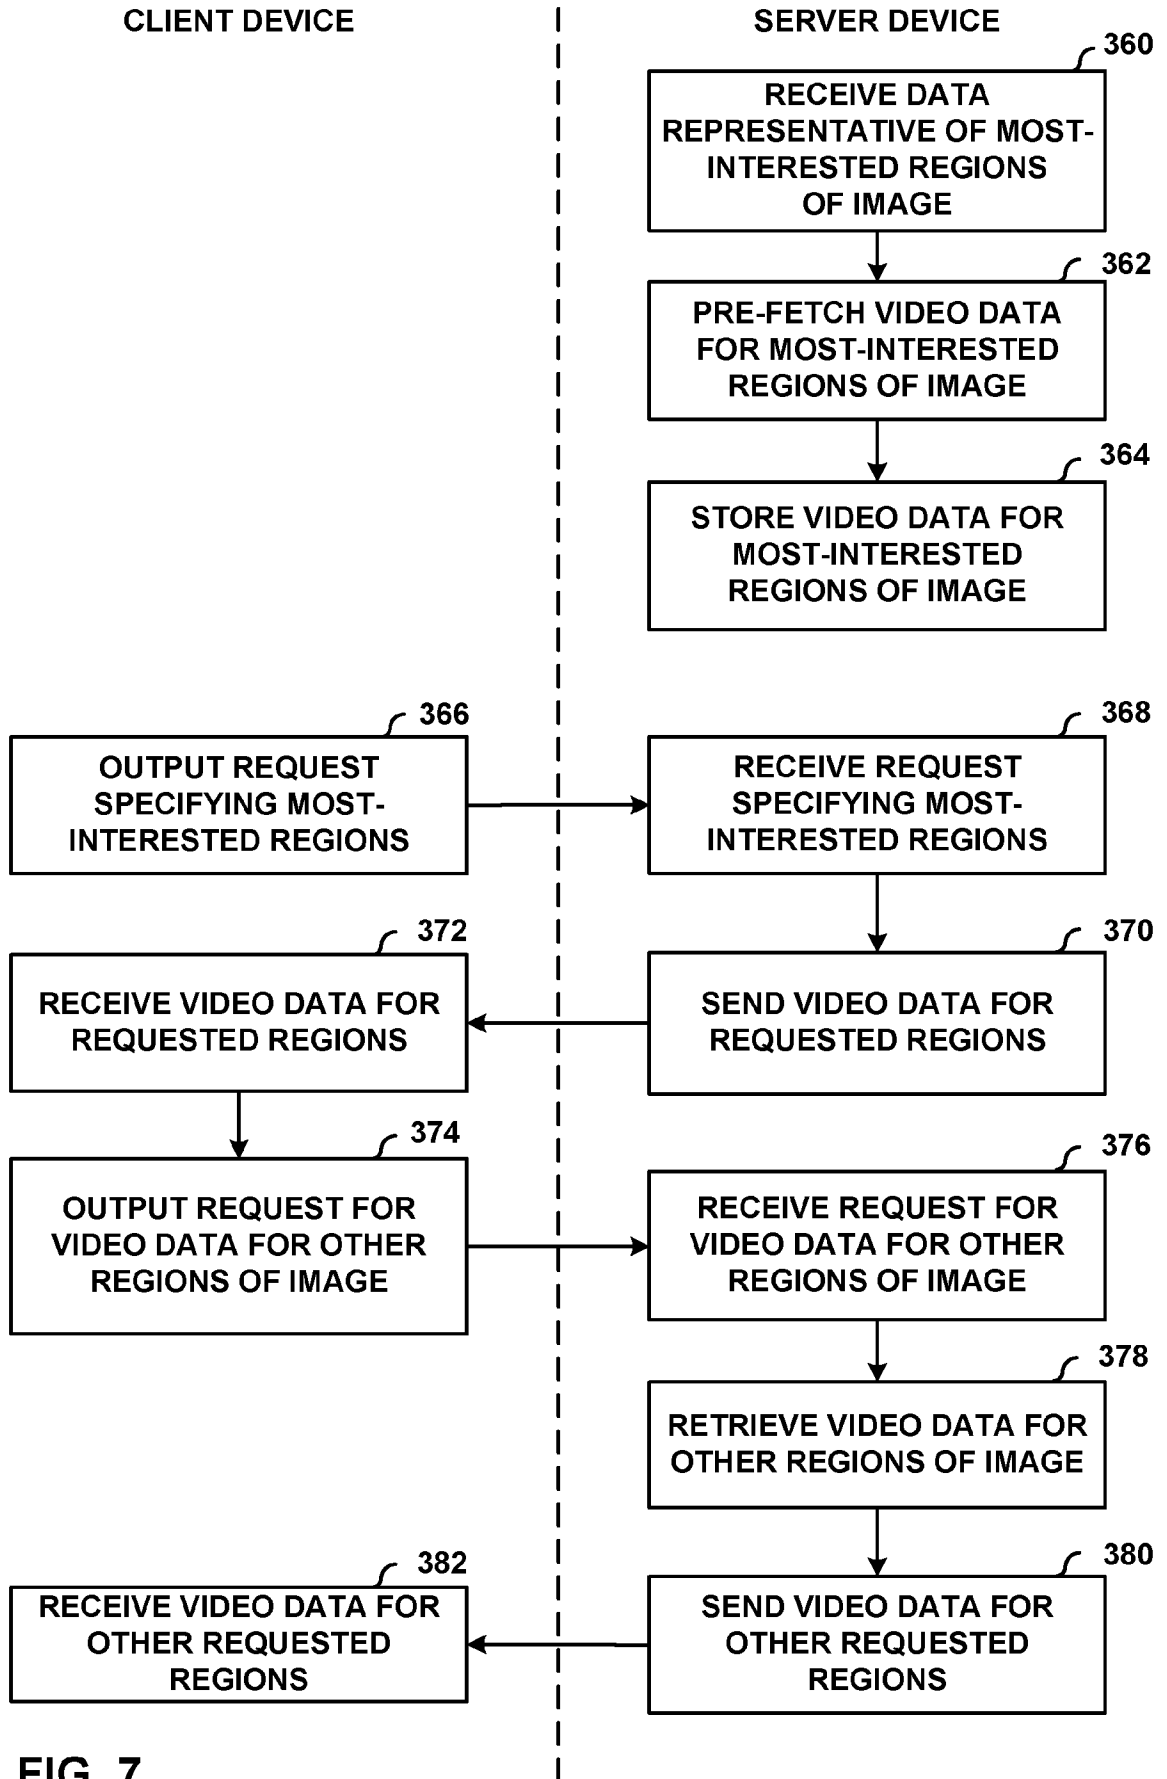 CLIENT DEVICE
SERVER DEVICE
360
RECEIVE DATA
REPRESENTATIVE OF MOST-
INTERESTED REGIONS
OF IMAGE
362
PRE-FETCH VIDEO DATA
FOR MOST-INTERESTED
REGIONS OF IMAGE
364
STORE VIDEO DATA FOR
MOST-INTERESTED
REGIONS OF IMAGE
366
OUTPUT REQUEST
SPECIFYING MOST-
INTERESTED REGIONS
368
RECEIVE REQUEST
SPECIFYING MOST-
INTERESTED REGIONS
370
SEND VIDEO DATA FOR
REQUESTED REGIONS
372
RECEIVE VIDEO DATA FOR
REQUESTED REGIONS
374
OUTPUT REQUEST FOR
VIDEO DATA FOR OTHER
REGIONS OF IMAGE
376
RECEIVE REQUEST FOR
VIDEO DATA FOR OTHER
REGIONS OF IMAGE
378
RETRIEVE VIDEO DATA FOR
OTHER REGIONS OF IMAGE
380
SEND VIDEO DATA FOR
OTHER REQUESTED
REGIONS
382
RECEIVE VIDEO DATA FOR
OTHER REQUESTED
REGIONS
FIG. 7